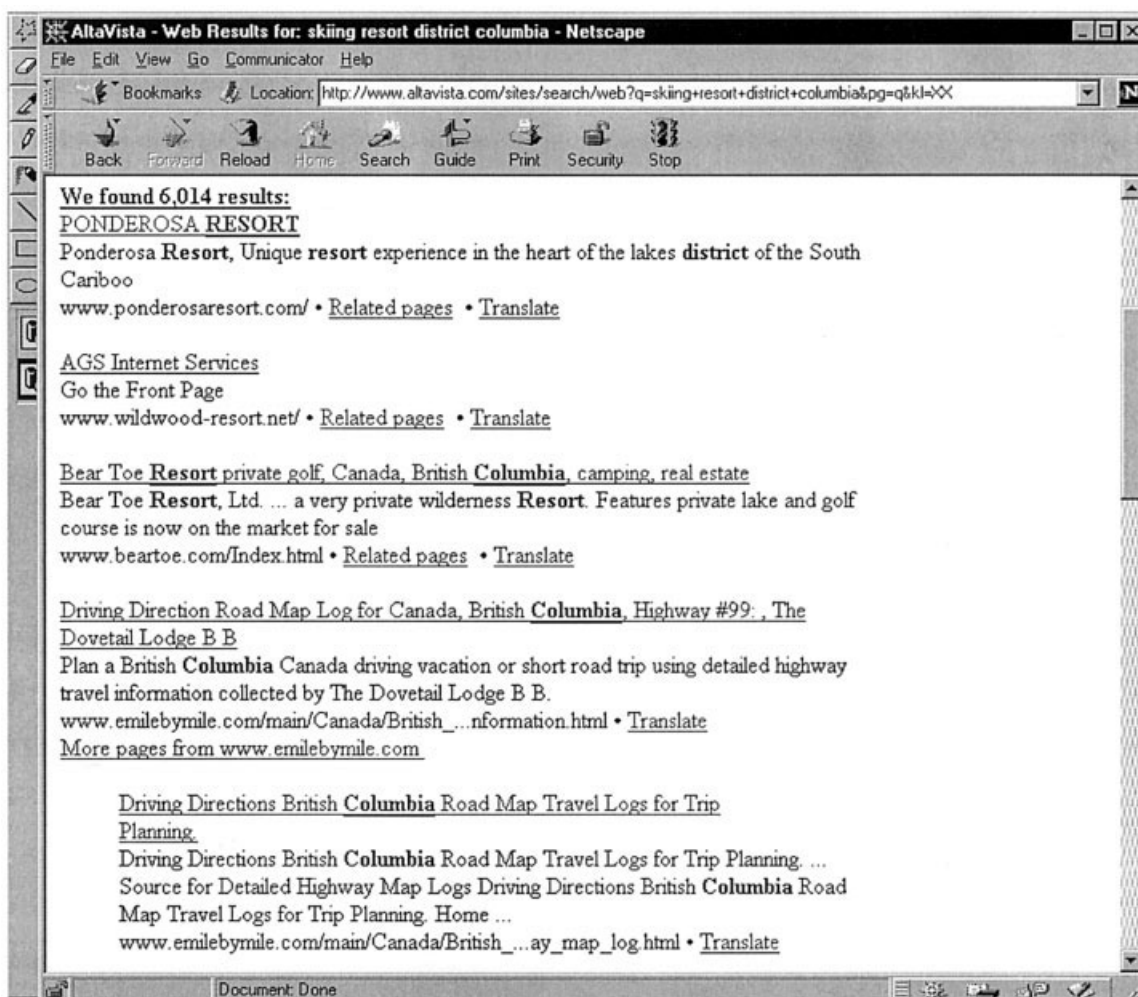 AltaVista - Web Results for: skiing resort district columbia - Netscape
File Edit View Go Communicator Help
Bookmarks Location: http://www.altavista.com/sites/search/web?q=skiing+resort+district+columbia&pg=q&kl=XX
N
Back Forward Reload Home Search Guide Print Security Stop
We found 6,014 results:
PONDEROSA RESORT
Ponderosa Resort, Unique resort experience in the heart of the lakes district of the South
Cariboo
www.ponderosaresort.com/ • Related pages • Translate
AGS Internet Services
Go the Front Page
www.wildwood-resort.net/ • Related pages • Translate
Bear Toe Resort private golf, Canada, British Columbia, camping, real estate
Bear Toe Resort, Ltd. ... a very private wilderness Resort. Features private lake and golf
course is now on the market for sale
www.beartoe.com/Index.html • Related pages • Translate
Driving Direction Road Map Log for Canada, British Columbia, Highway #99: , The
Dovetail Lodge B B
Plan a British Columbia Canada driving vacation or short road trip using detailed highway
travel information collected by The Dovetail Lodge B B.
www.emilebymile.com/main/Canada/British_...nformation.html • Translate
More pages from www.emilebymile.com
Driving Directions British Columbia Road Map Travel Logs for Trip
Planning.
Driving Directions British Columbia Road Map Travel Logs for Trip Planning. ...
Source for Detailed Highway Map Logs Driving Directions British Columbia Road
Map Travel Logs for Trip Planning. Home ...
www.emilebymile.com/main/Canada/British_...ay_map_log.html • Translate
Document: Done